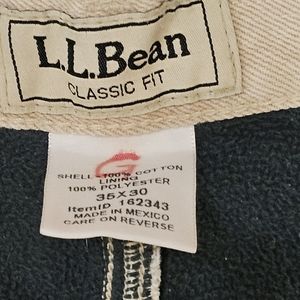 L.L.Bean
CLASSIC FIT
G
SHELL 100% COTTON
LINING
100% POLYESTER
35X30
ItemID 162343
MADE IN MEXICO
CARE ON REVERSE